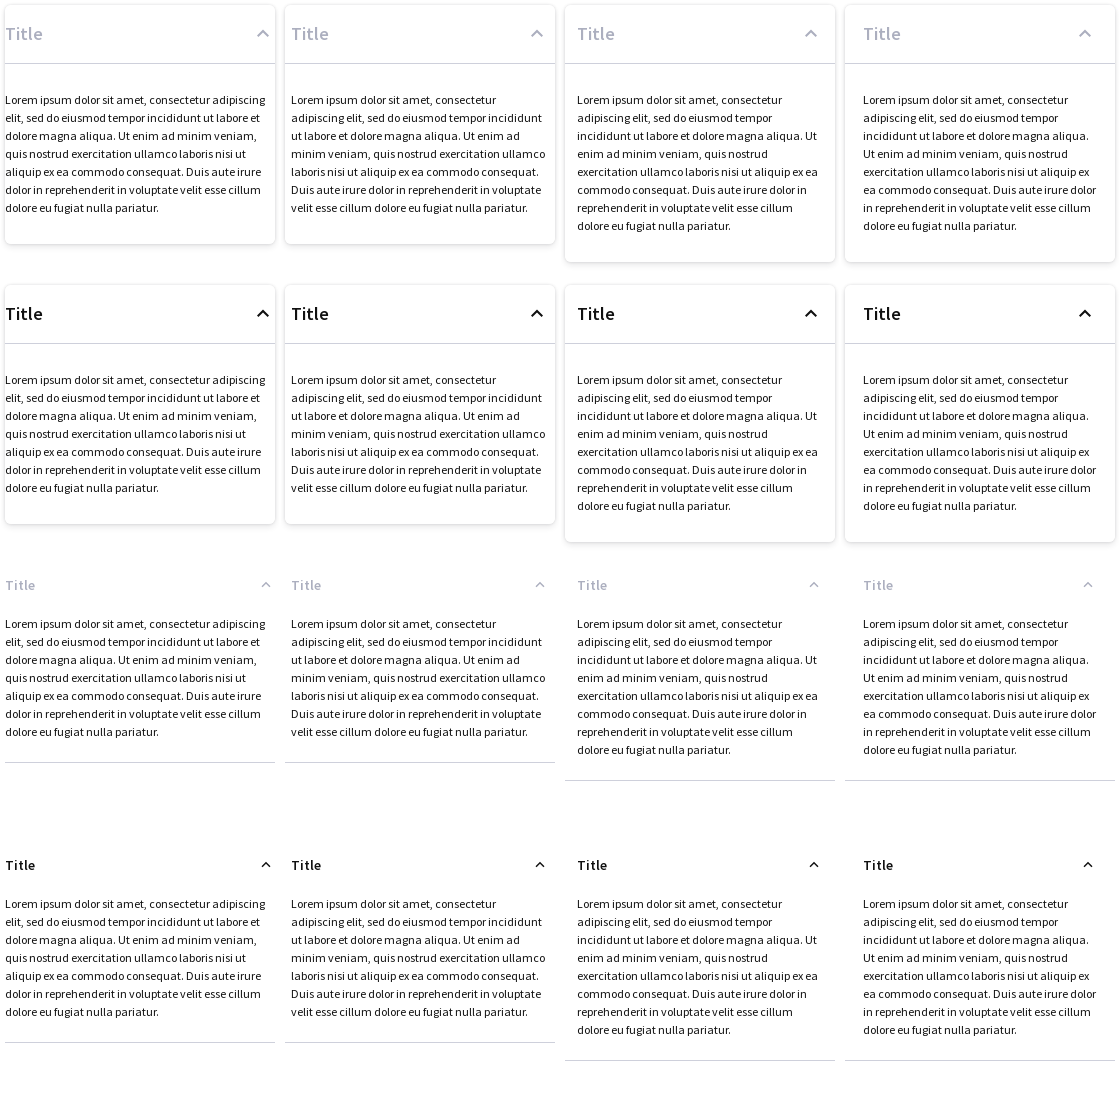 Title
Lorem ipsum dolor sit amet, consectetur adipiscing
elit, sed do eiusmod tempor incididunt ut labore et
dolore magna aliqua. Ut enim ad minim veniam,
quis nostrud exercitation ullamco laboris nisi ut
aliquip ex ea commodo consequat. Duis aute irure
dolor in reprehenderit in voluptate velit esse cillum
dolore eu fugiat nulla pariatur.
Title
Lorem ipsum dolor sit amet, consectetur
adipiscing elit, sed do eiusmod tempor incididunt
ut labore et dolore magna aliqua. Ut enim ad
minim veniam, quis nostrud exercitation ullamco
laboris nisi ut aliquip ex ea commodo consequat.
Duis aute irure dolor in reprehenderit in voluptate
velit esse cillum dolore eu fugiat nulla pariatur.
Title
Lorem ipsum dolor sit amet, consectetur
adipiscing elit, sed do eiusmod tempor
incididunt ut labore et dolore magna aliqua. Ut
enim ad minim veniam, quis nostrud
exercitation ullamco laboris nisi ut aliquip ex ea
commodo consequat. Duis aute irure dolor in
reprehenderit in voluptate velit esse cillum
dolore eu fugiat nulla pariatur.
Title
Lorem ipsum dolor sit amet, consectetur
adipiscing elit, sed do eiusmod tempor
incididunt ut labore et dolore magna aliqua.
Ut enim ad minim veniam, quis nostrud
exercitation ullamco laboris nisi ut aliquip ex
ea commodo consequat. Duis aute irure dolor
in reprehenderit in voluptate velit esse cillum
dolore eu fugiat nulla pariatur.
Title
Lorem ipsum dolor sit amet, consectetur adipiscing
elit, sed do eiusmod tempor incididunt ut labore et
dolore magna aliqua. Ut enim ad minim veniam,
quis nostrud exercitation ullamco laboris nisi ut
aliquip ex ea commodo consequat. Duis aute irure
dolor in reprehenderit in voluptate velit esse cillum
dolore eu fugiat nulla pariatur.
Title
Lorem ipsum dolor sit amet, consectetur
adipiscing elit, sed do eiusmod tempor incididunt
ut labore et dolore magna aliqua. Ut enim ad
minim veniam, quis nostrud exercitation ullamco
laboris nisi ut aliquip ex ea commodo consequat.
Duis aute irure dolor in reprehenderit in voluptate
velit esse cillum dolore eu fugiat nulla pariatur.
Title
Lorem ipsum dolor sit amet, consectetur
adipiscing elit, sed do eiusmod tempor
incididunt ut labore et dolore magna aliqua. Ut
enim ad minim veniam, quis nostrud
exercitation ullamco laboris nisi ut aliquip ex ea
commodo consequat. Duis aute irure dolor in
reprehenderit in voluptate velit esse cillum
dolore eu fugiat nulla pariatur.
Title
Lorem ipsum dolor sit amet, consectetur
adipiscing elit, sed do eiusmod tempor
incididunt ut labore et dolore magna aliqua.
Ut enim ad minim veniam, quis nostrud
exercitation ullamco laboris nisi ut aliquip ex
ea commodo consequat. Duis aute irure dolor
in reprehenderit in voluptate velit esse cillum
dolore eu fugiat nulla pariatur.
Title
Lorem ipsum dolor sit amet, consectetur adipiscing
elit, sed do eiusmod tempor incididunt ut labore et
dolore magna aliqua. Ut enim ad minim veniam,
quis nostrud exercitation ullamco laboris nisi ut
aliquip ex ea commodo consequat. Duis aute irure
dolor in reprehenderit in voluptate velit esse cillum
dolore eu fugiat nulla pariatur.
Title
Lorem ipsum dolor sit amet, consectetur
adipiscing elit, sed do eiusmod tempor incididunt
ut labore et dolore magna aliqua. Ut enim ad
minim veniam, quis nostrud exercitation ullamco
laboris nisi ut aliquip ex ea commodo consequat.
Duis aute irure dolor in reprehenderit in voluptate
velit esse cillum dolore eu fugiat nulla pariatur.
Title
Lorem ipsum dolor sit amet, consectetur
adipiscing elit, sed do eiusmod tempor
incididunt ut labore et dolore magna aliqua. Ut
enim ad minim veniam, quis nostrud
exercitation ullamco laboris nisi ut aliquip ex ea
commodo consequat. Duis aute irure dolor in
reprehenderit in voluptate velit esse cillum
dolore eu fugiat nulla pariatur.
Title
Lorem ipsum dolor sit amet, consectetur
adipiscing elit, sed do eiusmod tempor
incididunt ut labore et dolore magna aliqua.
Ut enim ad minim veniam, quis nostrud
exercitation ullamco laboris nisi ut aliquip ex
ea commodo consequat. Duis aute irure dolor
in reprehenderit in voluptate velit esse cillum
dolore eu fugiat nulla pariatur.
Title
Lorem ipsum dolor sit amet, consectetur adipiscing
elit, sed do eiusmod tempor incididunt ut labore et
dolore magna aliqua. Ut enim ad minim veniam,
quis nostrud exercitation ullamco laboris nisi ut
aliquip ex ea commodo consequat. Duis aute irure
dolor in reprehenderit in voluptate velit esse cillum
dolore eu fugiat nulla pariatur.
Title
Lorem ipsum dolor sit amet, consectetur
adipiscing elit, sed do eiusmod tempor incididunt
ut labore et dolore magna aliqua. Ut enim ad
minim veniam, quis nostrud exercitation ullamco
laboris nisi ut aliquip ex ea commodo consequat.
Duis aute irure dolor in reprehenderit in voluptate
velit esse cillum dolore eu fugiat nulla pariatur.
Title
Lorem ipsum dolor sit amet, consectetur
adipiscing elit, sed do eiusmod tempor
incididunt ut labore et dolore magna aliqua. Ut
enim ad minim veniam, quis nostrud
exercitation ullamco laboris nisi ut aliquip ex ea
commodo consequat. Duis aute irure dolor in
reprehenderit in voluptate velit esse cillum
dolore eu fugiat nulla pariatur.
Title
Lorem ipsum dolor sit amet, consectetur
adipiscing elit, sed do eiusmod tempor
incididunt ut labore et dolore magna aliqua.
Ut enim ad minim veniam, quis nostrud
exercitation ullamco laboris nisi ut aliquip ex
ea commodo consequat. Duis aute irure dolor
in reprehenderit in voluptate velit esse cillum
dolore eu fugiat nulla pariatur.